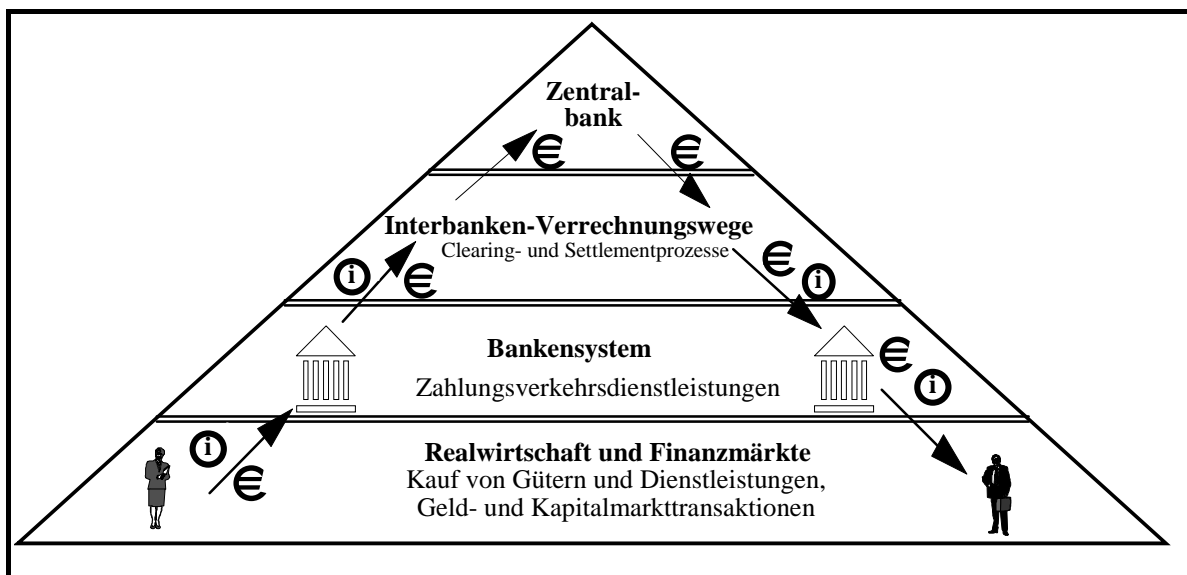 Zentral-
bank
€ €
Interbanken-Verrechnungswege
Clearing- und Settlementprozesse
i € € i
Bankensystem
Zahlungsverkehrsdienstleistungen
€ i
Realwirtschaft und Finanzmärkte
Kauf von Gütern und Dienstleistungen,
Geld- und Kapitalmarkttransaktionen
i €